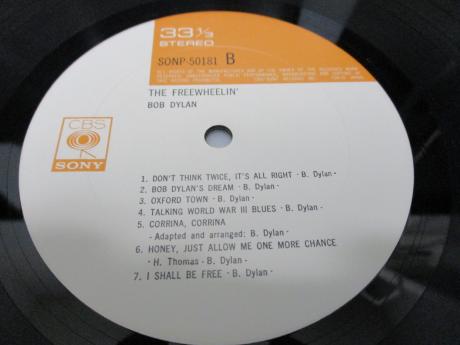 33 1/3
STEREO
SONP-50181 B
THE FREEWHEELIN'
BOB DYLAN
CBS
SONY
1. DON'T THINK TWICE, IT'S ALL RIGHT - B. Dylan -
2. BOB DYLAN'S DREAM - B. Dylan -
3. OXFORD TOWN - B. Dylan -
4. TALKING WORLD WAR III BLUES - B. Dylan -
5. CORRINA, CORRINA
- Adapted and arranged; B. Dylan -
6. HONEY, JUST ALLOW ME ONE MORE CHANCE
- H. Thomas - B. Dylan -
7. I SHALL BE FREE - B. Dylan -